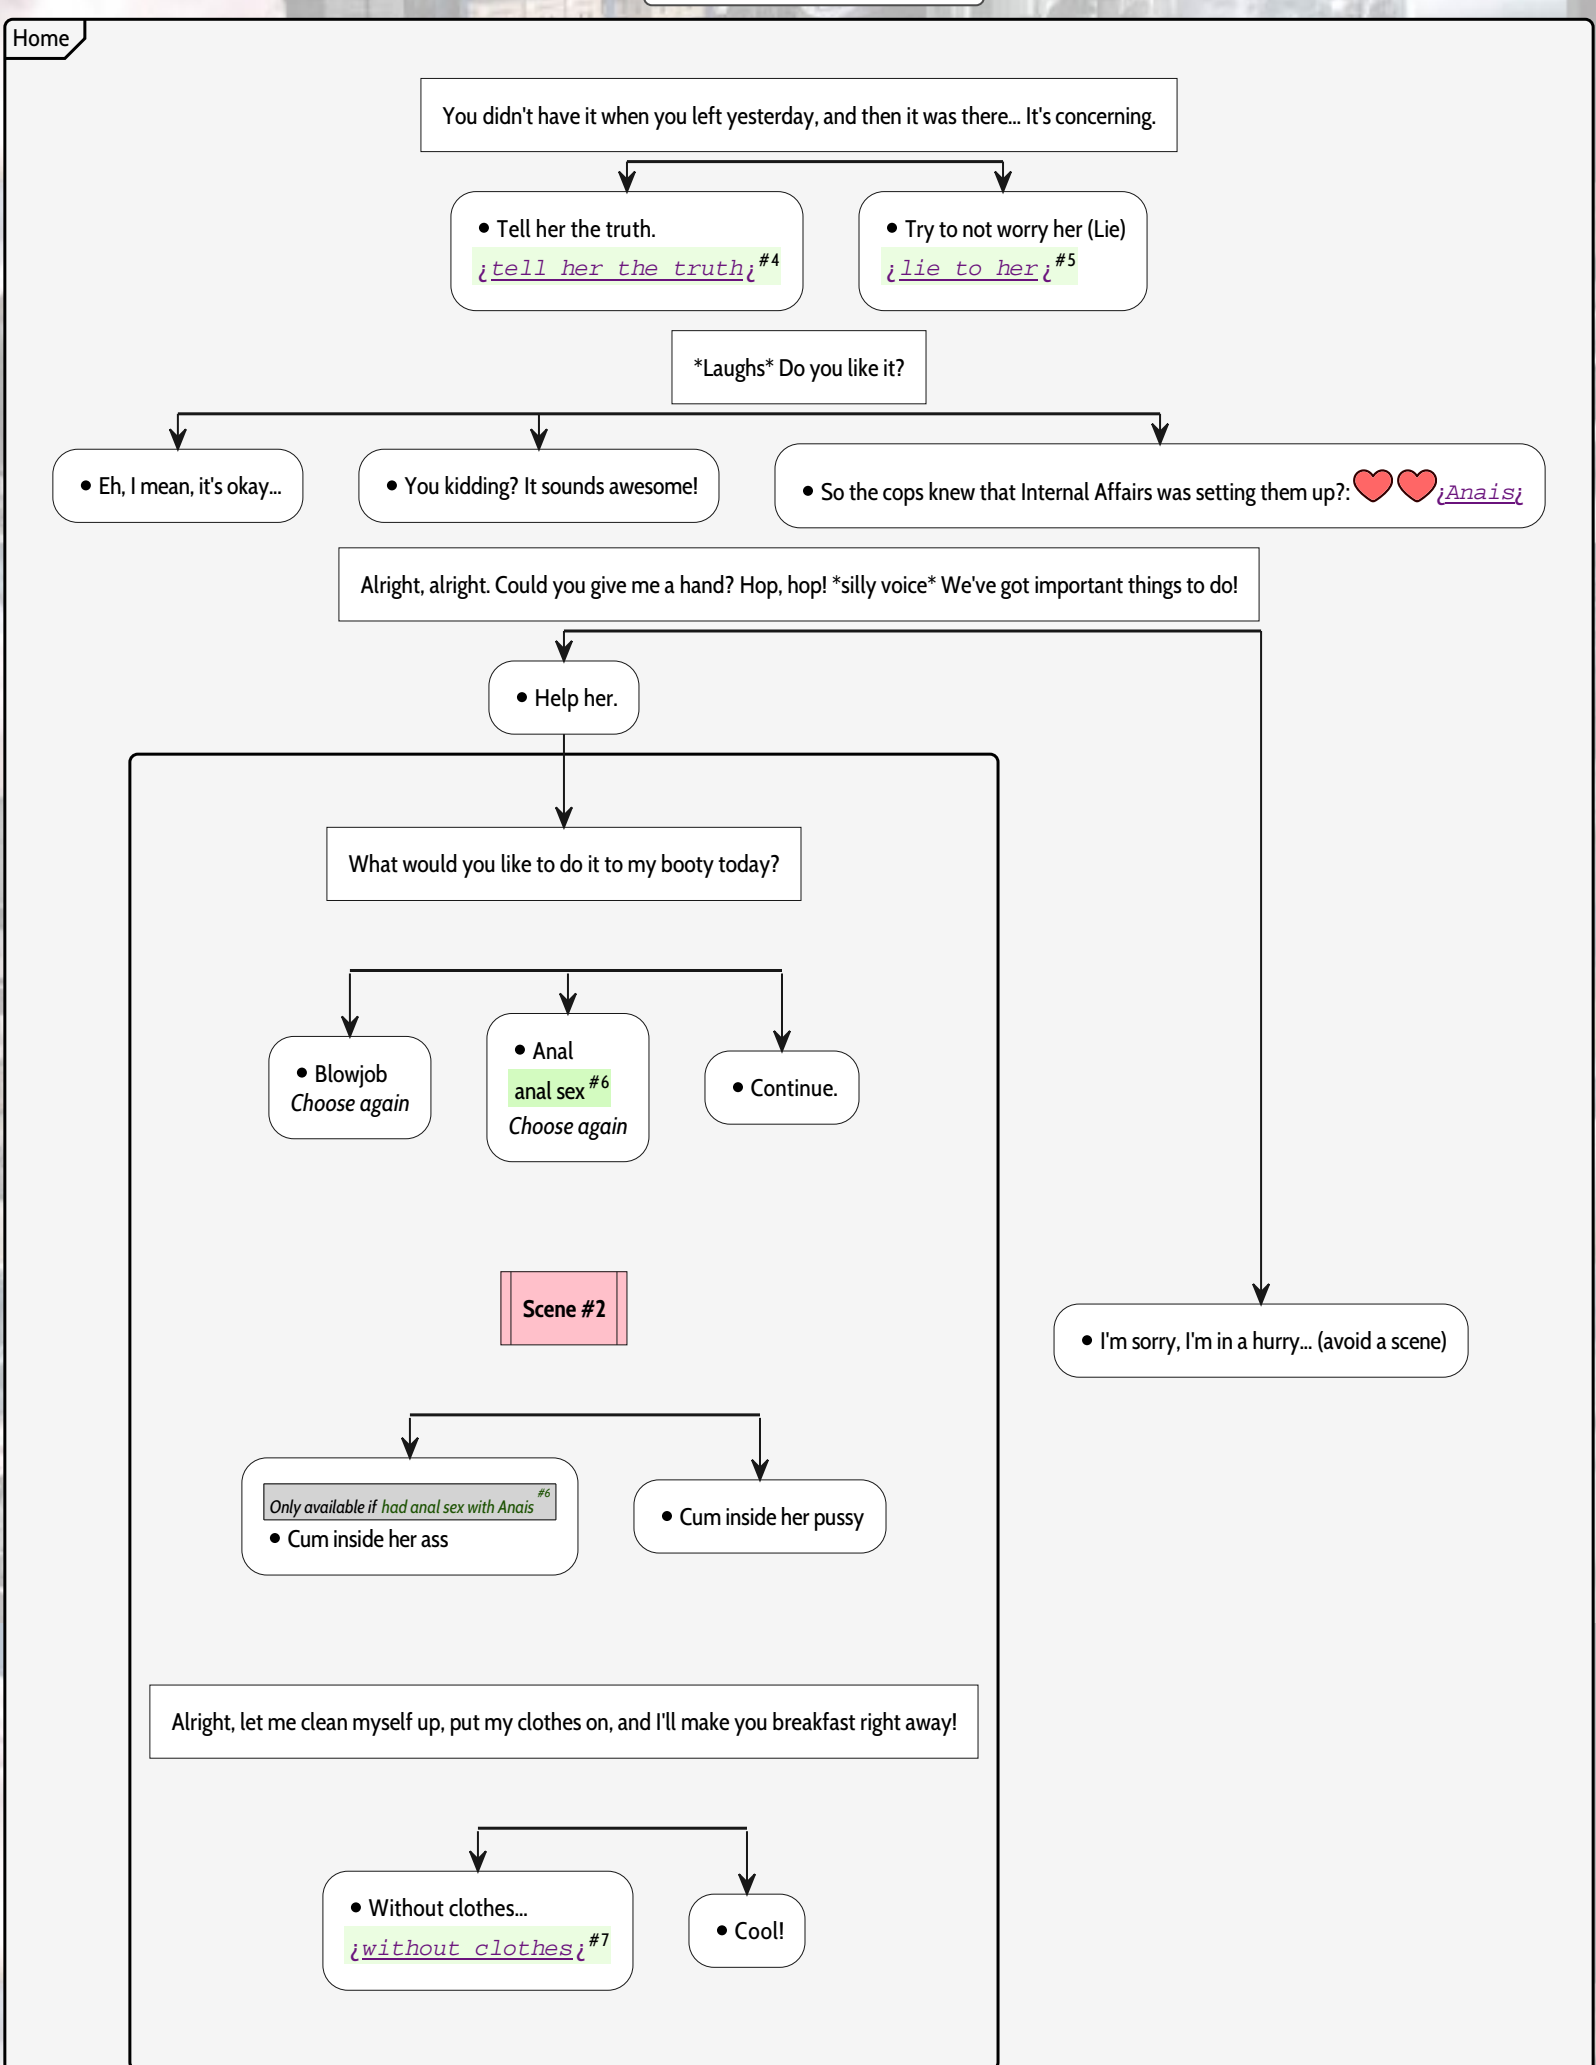 Home
You didn't have it when you left yesterday, and then it was there... It's concerning.
• Tell her the truth.
¿tell her the truth¿#4
• Try to not worry her (Lie)
¿lie to her¿#5
*Laughs* Do you like it?
• Eh, I mean, it's okay...
• You kidding? It sounds awesome!
• So the cops knew that Internal Affairs was setting them up?: ¿Anais¿
Alright, alright. Could you give me a hand? Hop, hop! *silly voice* We've got important things to do!
• Help her.
What would you like to do it to my booty today?
• Blowjob
Choose again
• Anal
anal sex #6
Choose again
• Continue.
Scene #2
• I'm sorry, I'm in a hurry... (avoid a scene)
Only available if had anal sex with Anais #6
• Cum inside her ass
• Cum inside her pussy
Alright, let me clean myself up, put my clothes on, and I'll make you breakfast right away!
• Without clothes...
¿without clothes¿#7
• Cool!